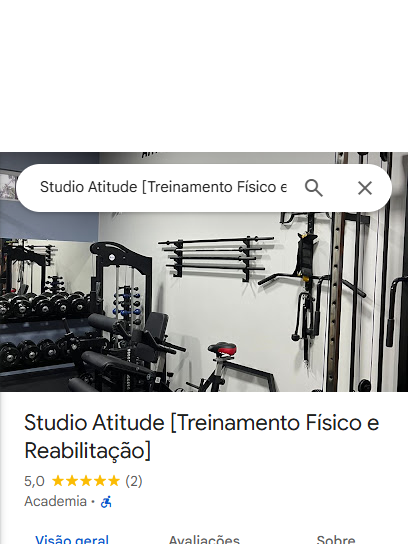 Studio Atitude [Treinamento Físico e
Studio Atitude [Treinamento Físico e
Reabilitação]
5,0 (2)
Academia ·
Visão geral Avaliações Sobre